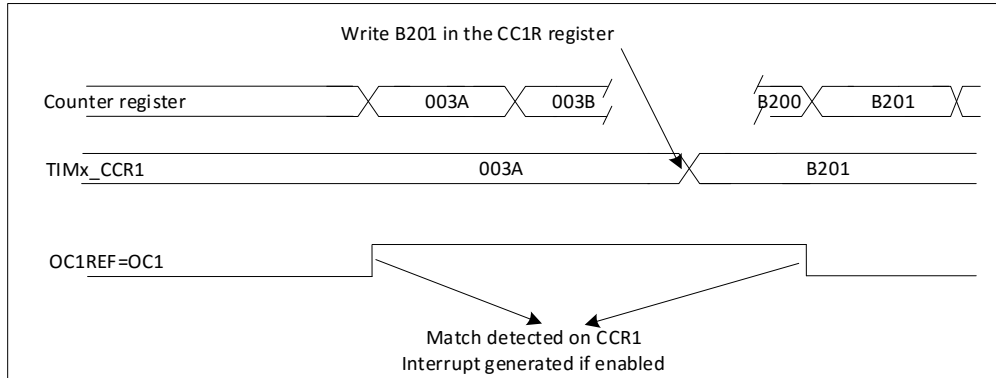 Write B201 in the CC1R register
Counter register 003A 003B B200 B201
TIMx_CCR1 003A B201
OC1REF=OC1
Match detected on CCR1
Interrupt generated if enabled